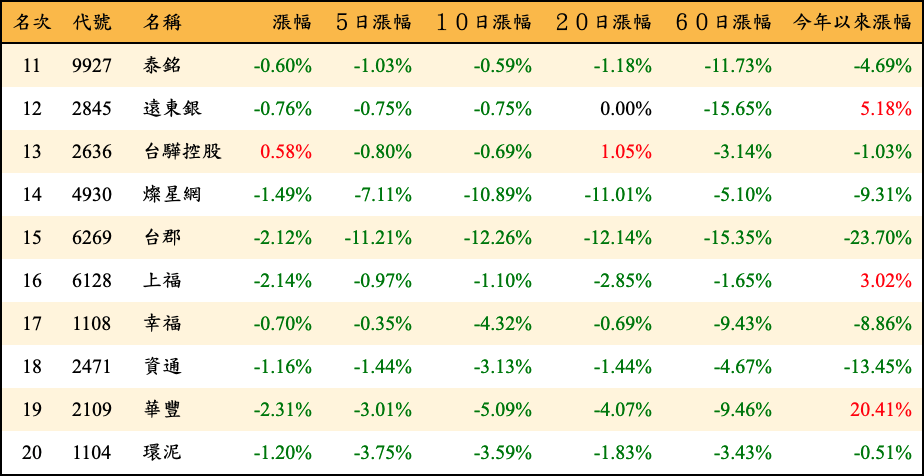 名次 代號 名稱 漲幅 ５日漲幅 １０日漲幅 ２０日漲幅 ６０日漲幅 今年以來漲幅
11 9927 泰銘 -0.60% -1.03% -0.59% -1.18% -11.73% -4.69%
12 2845 遠東銀 -0.76% -0.75% -0.75% 0.00% -15.65% 5.18%
13 2636 台驊控股 0.58% -0.80% -0.69% 1.05% -3.14% -1.03%
14 4930 燦星網 -1.49% -7.11% -10.89% -11.01% -5.10% -9.31%
15 6269 台郡 -2.12% -11.21% -12.26% -12.14% -15.35% -23.70%
16 6128 上福 -2.14% -0.97% -1.10% -2.85% -1.65% 3.02%
17 1108 幸福 -0.70% -0.35% -4.32% -0.69% -9.43% -8.86%
18 2471 資通 -1.16% -1.44% -3.13% -1.44% -4.67% -13.45%
19 2109 華豐 -2.31% -3.01% -5.09% -4.07% -9.46% 20.41%
20 1104 環泥 -1.20% -3.75% -3.59% -1.83% -3.43% -0.51%